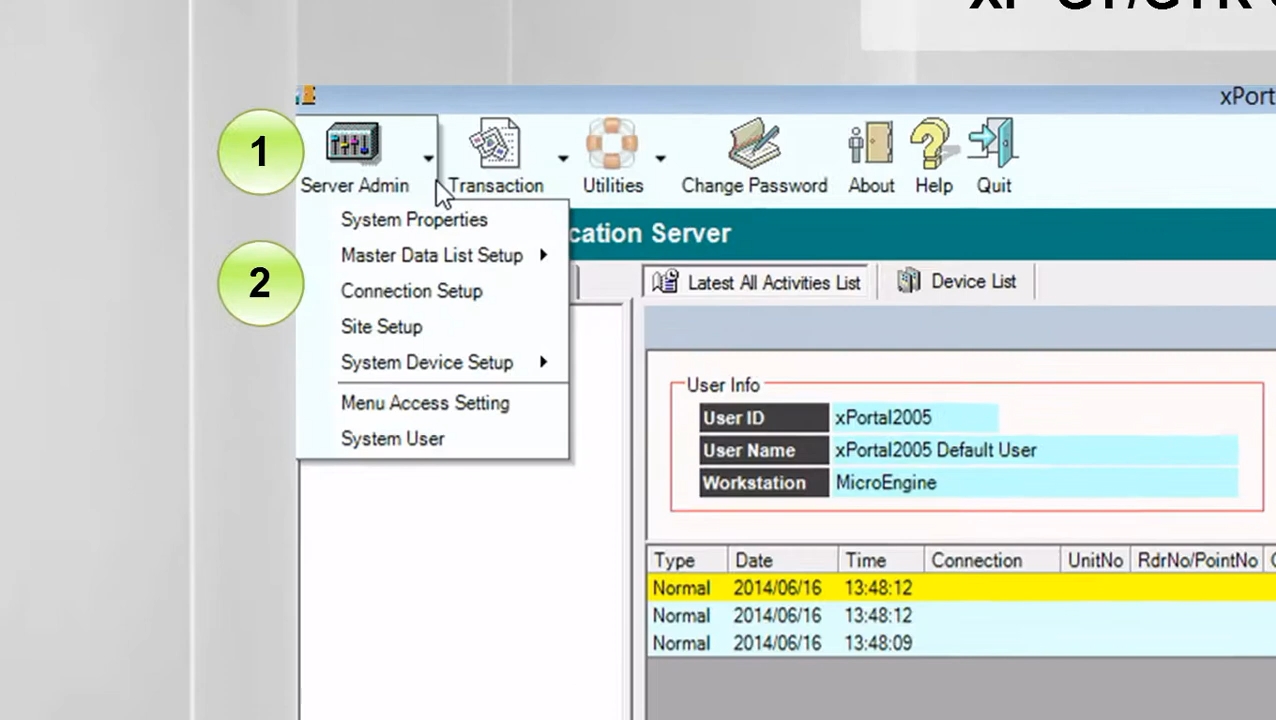 xPort
1
Server Admin
Transaction
Utilities
Change Password
About
Help
Quit
System Properties
cation Server
Master Data List Setup
2
Connection Setup
Latest All Activities List
Device List
Site Setup
System Device Setup
Menu Access Setting
System User
User Info
User ID xPortal2005
User Name xPortal2005 Default User
Workstation MicroEngine
Type Date Time Connection UnitNo RdrNo/PointNo
Normal 2014/06/16 13:48:12
Normal 2014/06/16 13:48:12
Normal 2014/06/16 13:48:09